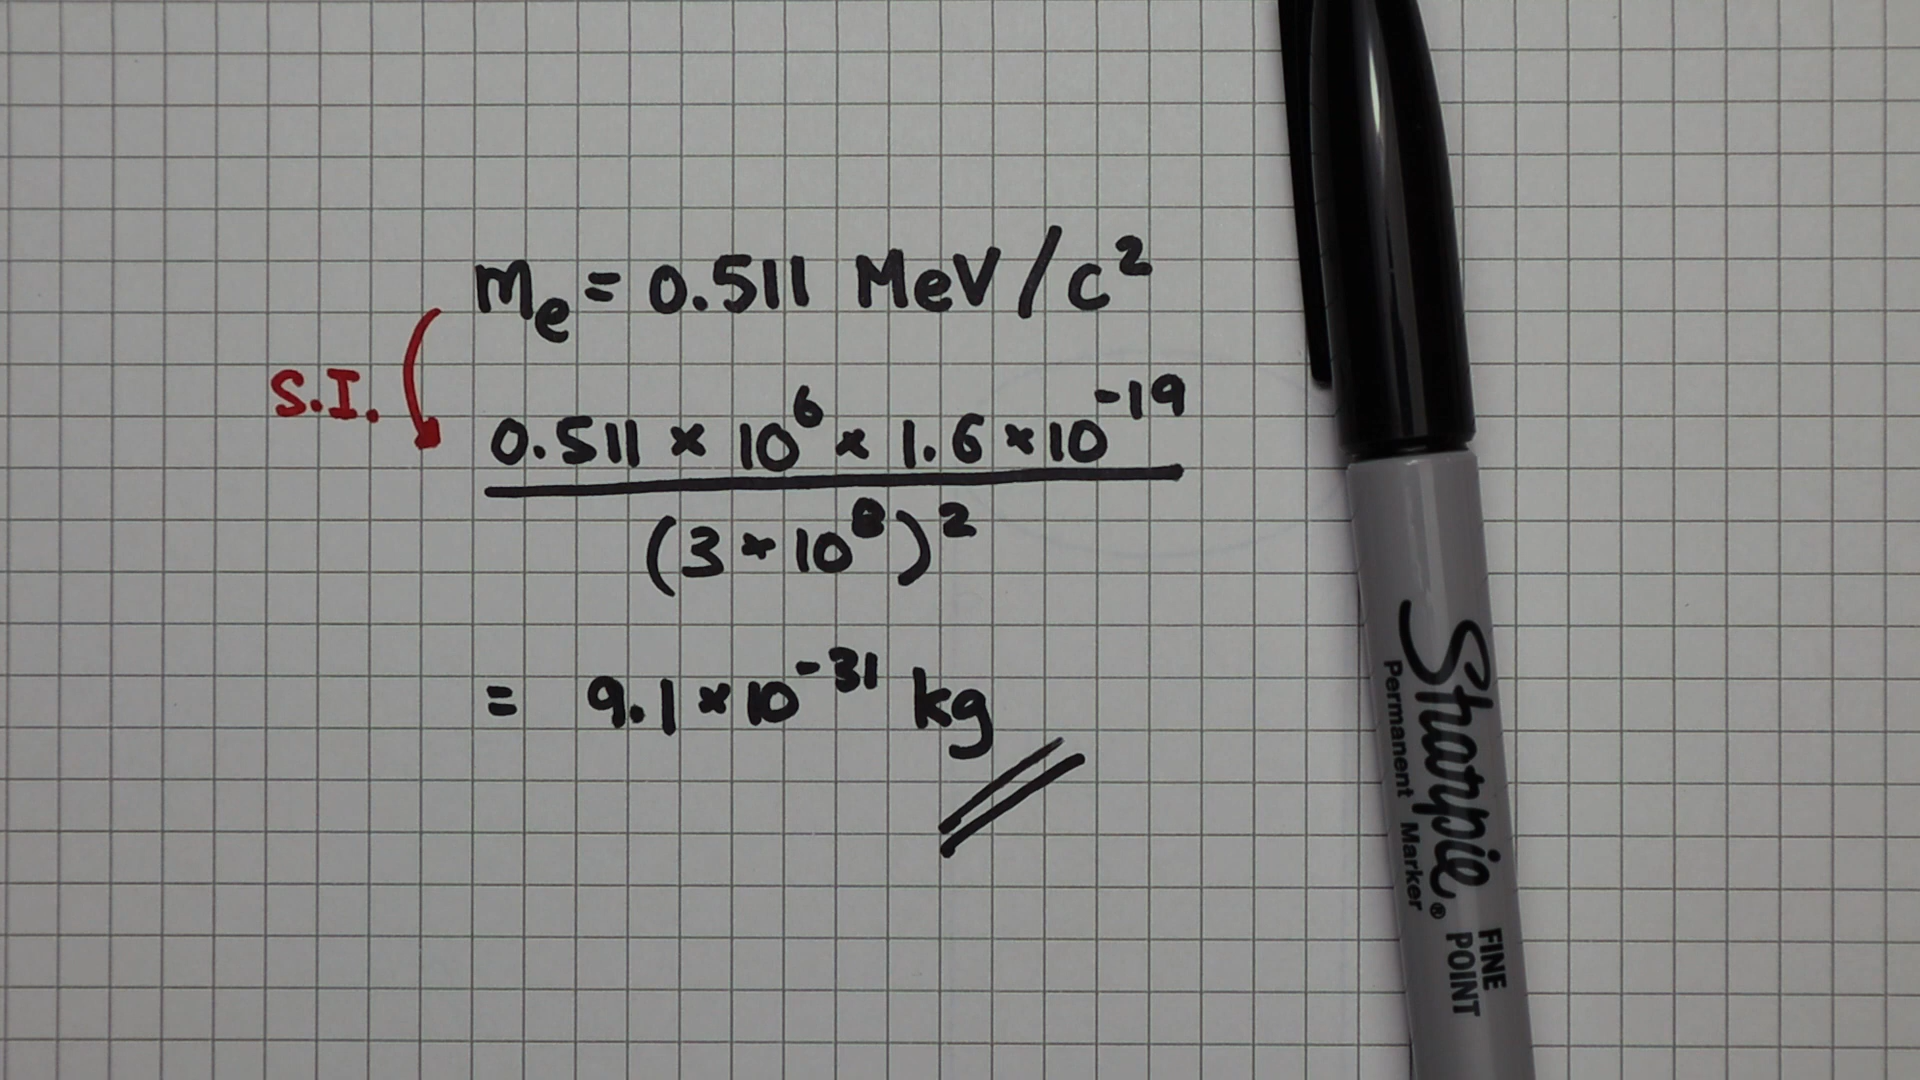 mₑ = 0.511 MeV/c²
S.I.
0.511 × 10⁶ × 1.6 × 10⁻¹⁹
(3 × 10⁸)²
= 9.1 × 10⁻³¹ kg
Sharpie®
Permanent Marker
FINE
POINT